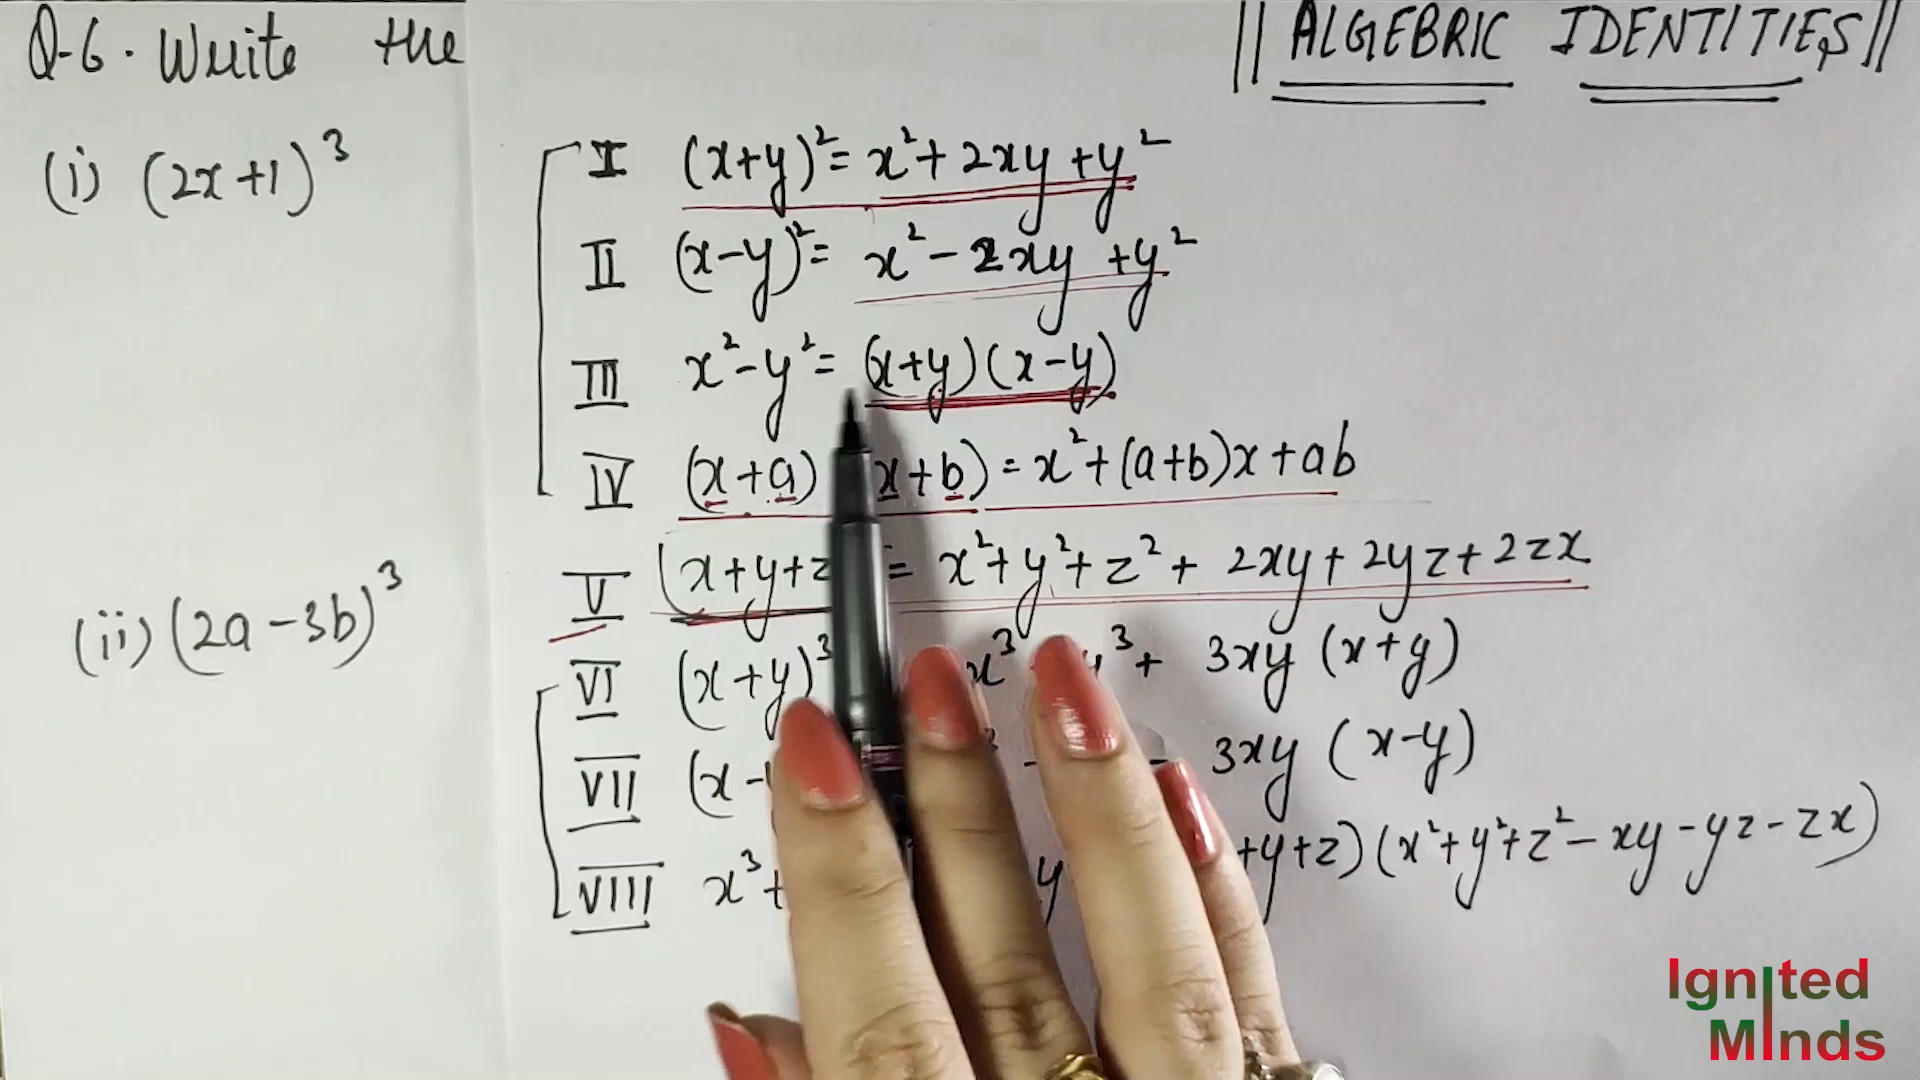 Q-6. Write the
(i) (2x+1)³
(ii) (2a-3b)³
|| ALGEBRIC IDENTITIES ||
I (x+y)² = x²+2xy+y²
II (x-y)² = x²-2xy+y²
III x²-y² = (x+y)(x-y)
IV (x+a) x+b) = x²+(a+b)x+ab
V (x+y+z = x²+y²+z²+2xy+2yz+2zx
VI (x+y)³ x³ y³+ 3xy(x+y)
VII (x- - 3xy(x-y)
VIII x³+ y +y+z)(x²+y²+z²-xy-yz-zx)
Ignited
Minds